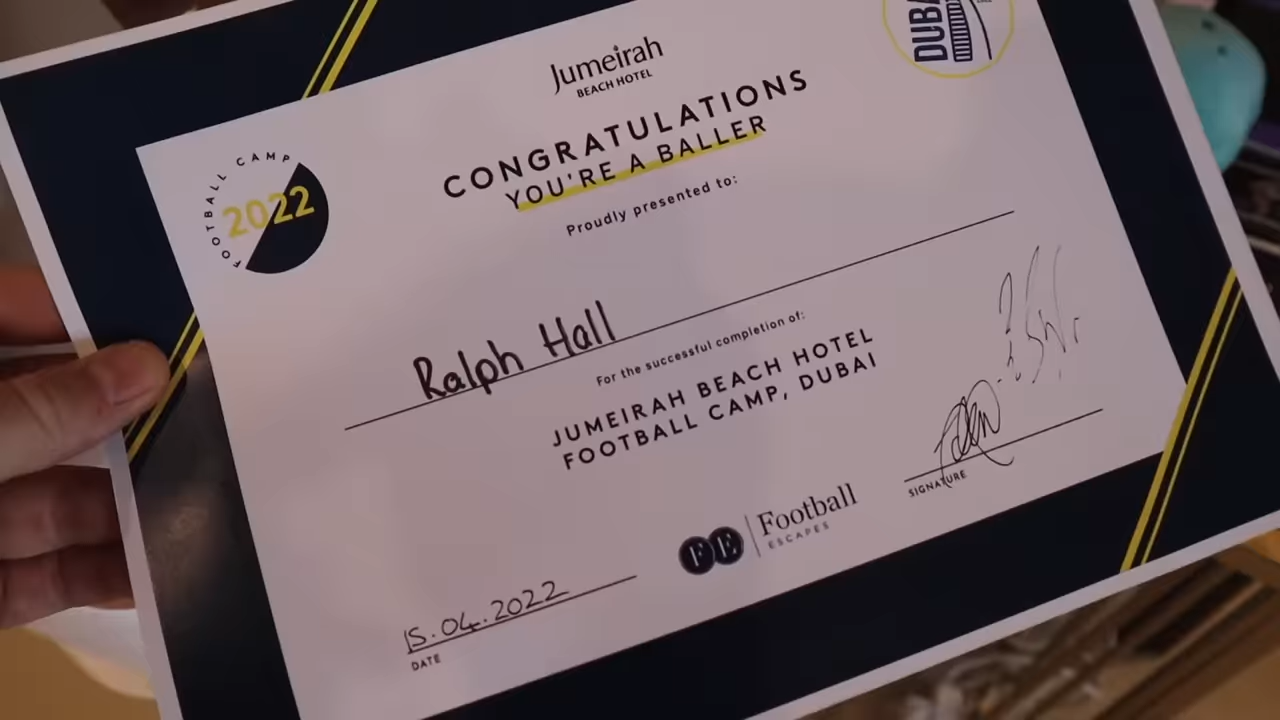 Jumeirah
BEACH HOTEL
DUBA
FOOTBALL CAMP
2022
CONGRATULATIONS
YOU'RE A BALLER
Proudly presented to:
Ralph Hall
For the successful completion of:
JUMEIRAH BEACH HOTEL
FOOTBALL CAMP, DUBAI
SIGNATURE
FE Football
ESCAPES
15.04.2022
DATE